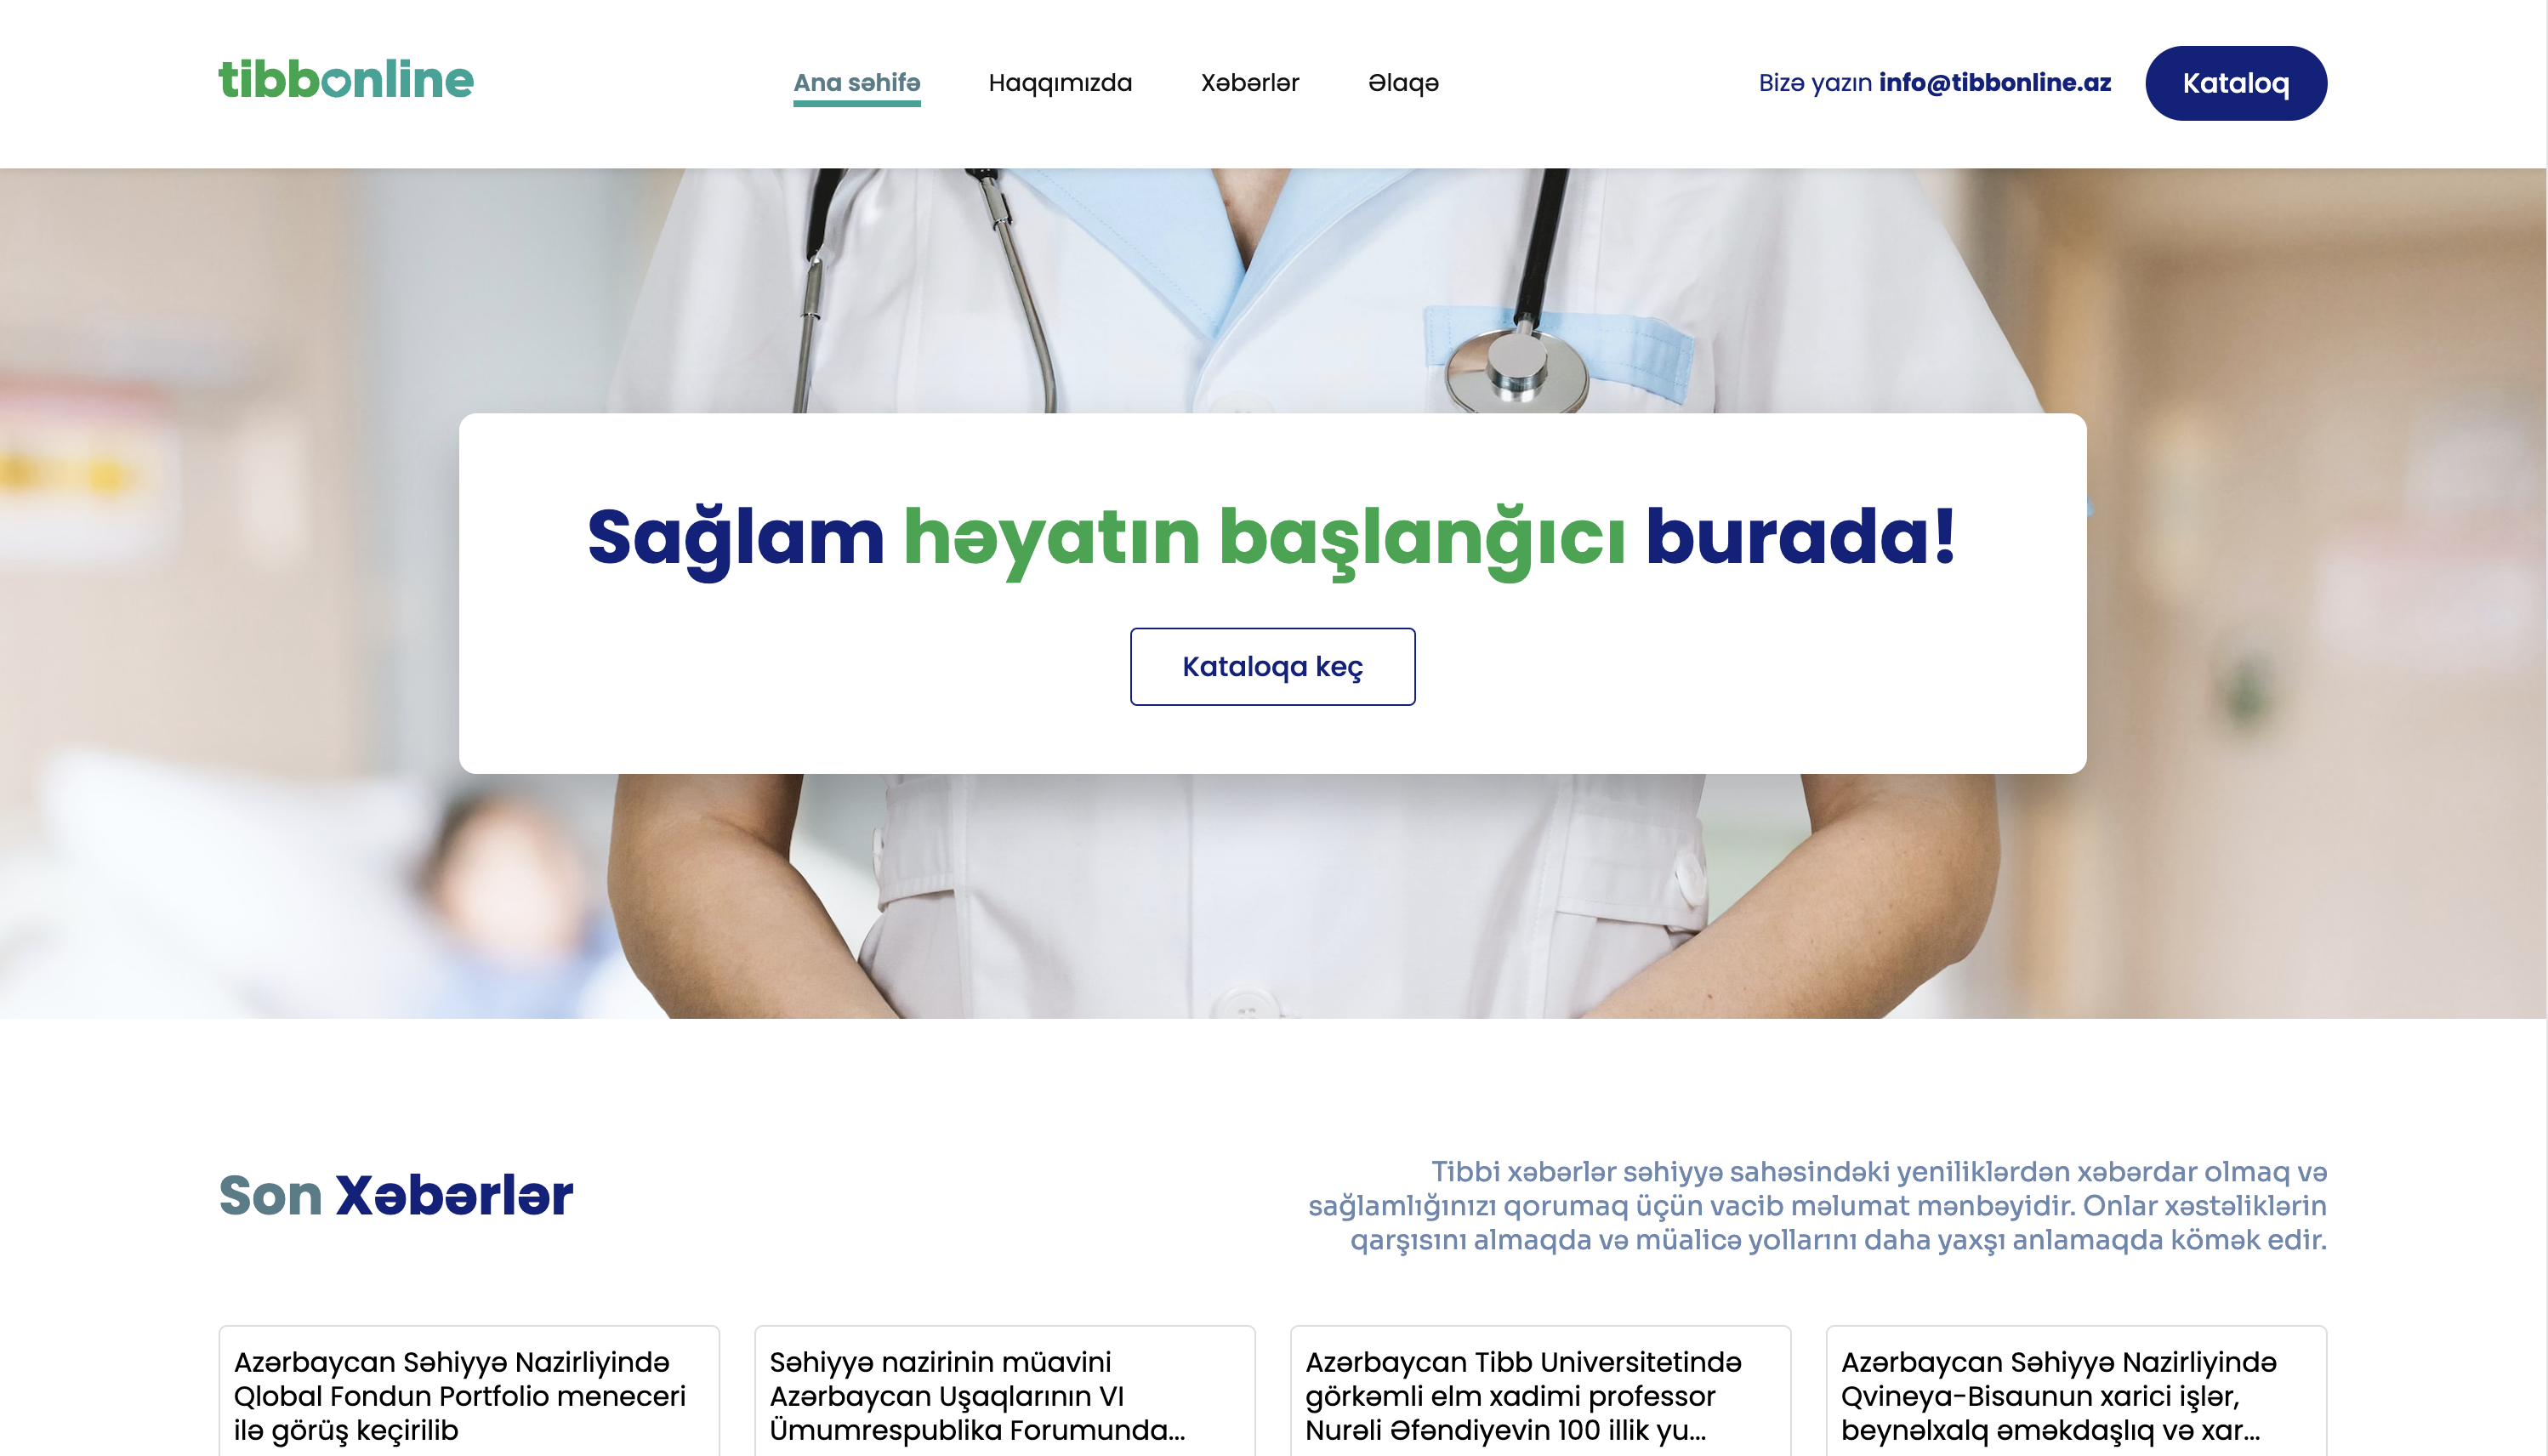 tibbonline
Ana səhifə
Haqqımızda
Xəbərlər
Əlaqə
Bizə yazın info@tibbonline.az
Kataloq
Sağlam həyatın başlanğıcı burada!
Kataloqa keç
Son Xəbərlər
Tibbi xəbərlər səhiyyə sahəsindəki yeniliklərdən xəbərdar olmaq və
sağlamlığınızı qorumaq üçün vacib məlumat mənbəyidir. Onlar xəstəliklərin
qarşısını almaqda və müalicə yollarını daha yaxşı anlamaqda kömək edir.
Azərbaycan Səhiyyə Nazirliyində
Qlobal Fondun Portfolio meneceri
ilə görüş keçirilib
Səhiyyə nazirinin müavini
Azərbaycan Uşaqlarının VI
Ümumrespublika Forumunda...
Azərbaycan Tibb Universitetində
görkəmli elm xadimi professor
Nurəli Əfəndiyevin 100 illik yu...
Azərbaycan Səhiyyə Nazirliyində
Qvineya-Bisaunun xarici işlər,
beynəlxalq əməkdaşlıq və xar...